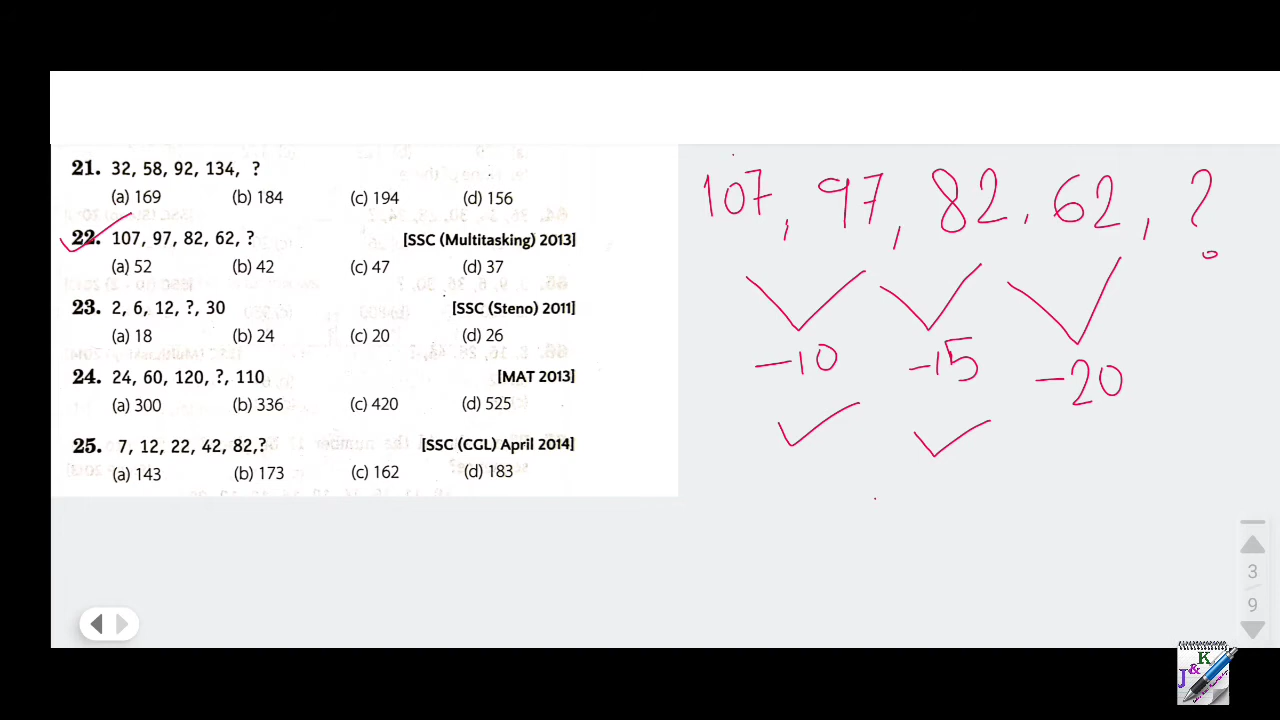 21. 32, 58, 92, 134, ?
(a) 169 (b) 184 (c) 194 (d) 156
22. 107, 97, 82, 62, ? [SSC (Multitasking) 2013]
(a) 52 (b) 42 (c) 47 (d) 37
23. 2, 6, 12, ?, 30 [SSC (Steno) 2011]
(a) 18 (b) 24 (c) 20 (d) 26
24. 24, 60, 120, ?, 110 [MAT 2013]
(a) 300 (b) 336 (c) 420 (d) 525
25. 7, 12, 22, 42, 82,? [SSC (CGL) April 2014]
(a) 143 (b) 173 (c) 162 (d) 183
107, 97, 82, 62, ?
-10 -15 -20
3
9
J&K